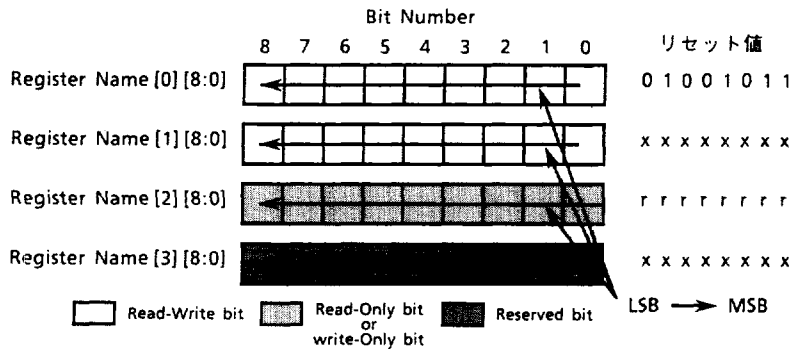 Bit Number
8 7 6 5 4 3 2 1 0 リセット値
Register Name [0] [8:0] 0 1 0 0 1 0 1 1
Register Name [1] [8:0] x x x x x x x x
Register Name [2] [8:0] r r r r r r r r
Register Name [3] [8:0] x x x x x x x x
Read-Write bit
Read-Only bit
or
write-Only bit
Reserved bit
LSB → MSB